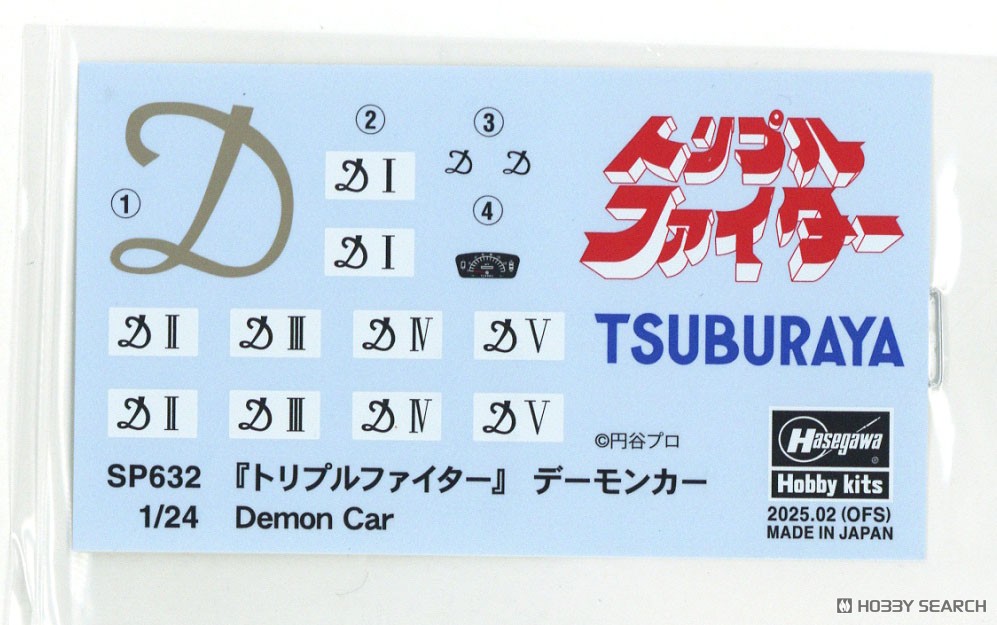 D
①
②
D Ⅰ
D Ⅰ
③
D D
④
トリプル
ファイター
D Ⅱ D Ⅲ D Ⅳ D Ⅴ
D Ⅱ D Ⅲ D Ⅳ D Ⅴ
TSUBURAYA
©円谷プロ
Hasegawa
®
Hobby kits
SP632 『トリプルファイター』 デーモンカー
1/24 Demon Car
2025.02 (OFS)
MADE IN JAPAN
HOBBY SEARCH